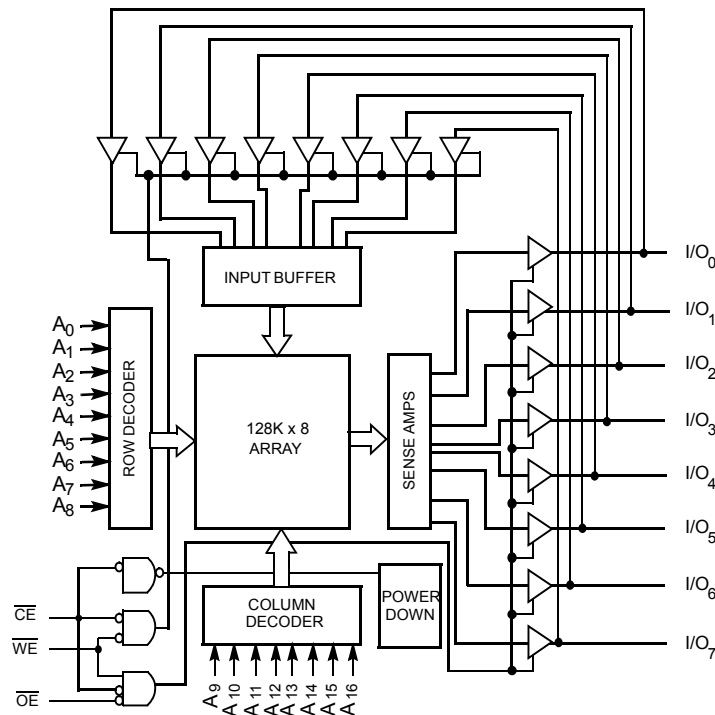 INPUT BUFFER
I/O0
I/O1
I/O2
I/O3
I/O4
I/O5
I/O6
I/O7
A0
A1
A2
A3
A4
A5
A6
A7
A8
ROW DECODER
128K x 8
ARRAY
SENSE AMPS
COLUMN
DECODER
POWER
DOWN
CE
WE
OE
A9
A10
A11
A12
A13
A14
A15
A16